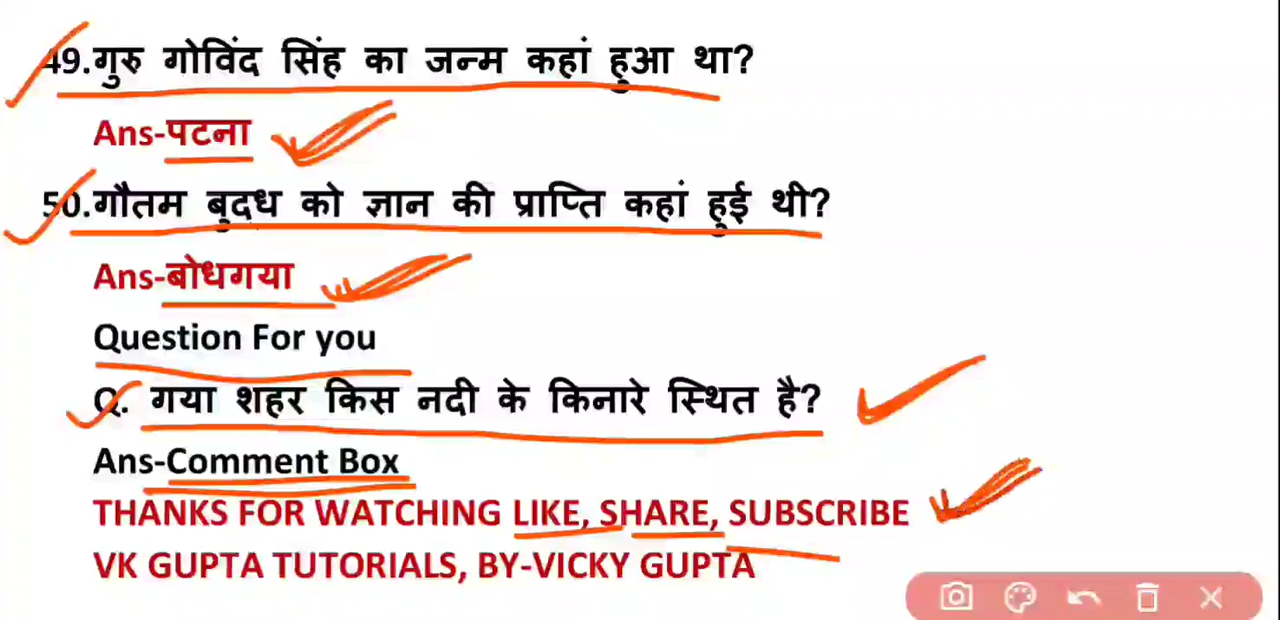 49.गुरु गोविंद सिंह का जन्म कहां हुआ था?
Ans-पटना
50.गौतम बुद्ध को ज्ञान की प्राप्ति कहां हुई थी?
Ans-बोधगया
Question For you
Q. गया शहर किस नदी के किनारे स्थित है?
Ans-Comment Box
THANKS FOR WATCHING LIKE, SHARE, SUBSCRIBE
VK GUPTA TUTORIALS, BY-VICKY GUPTA